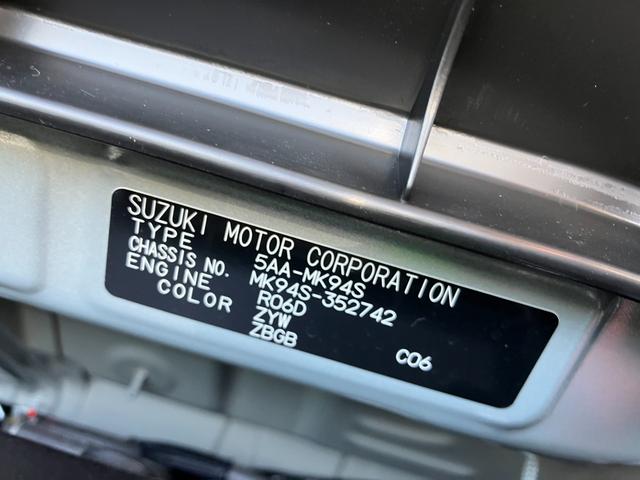 SUZUKI MOTOR CORPORATION
TYPE 5AA-MK94S
CHASSIS NO. MK94S-352742
ENGINE R06D
COLOR ZYW
ZBGB C06